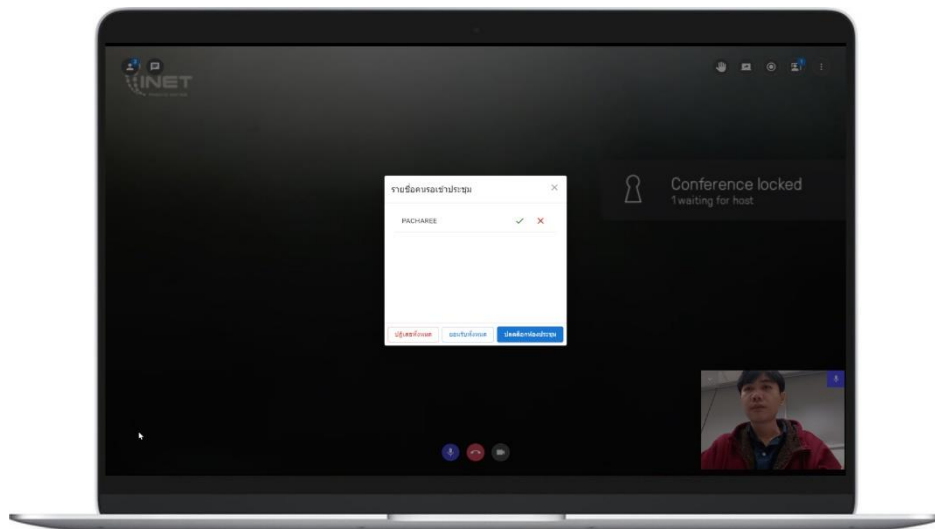 INET
Conference locked
1 waiting for host
รายชื่อคนรอเข้าประชุม
PACHAREE
ปฏิเสธทั้งหมด
ยอมรับทั้งหมด
ปลดล็อกห้องประชุม